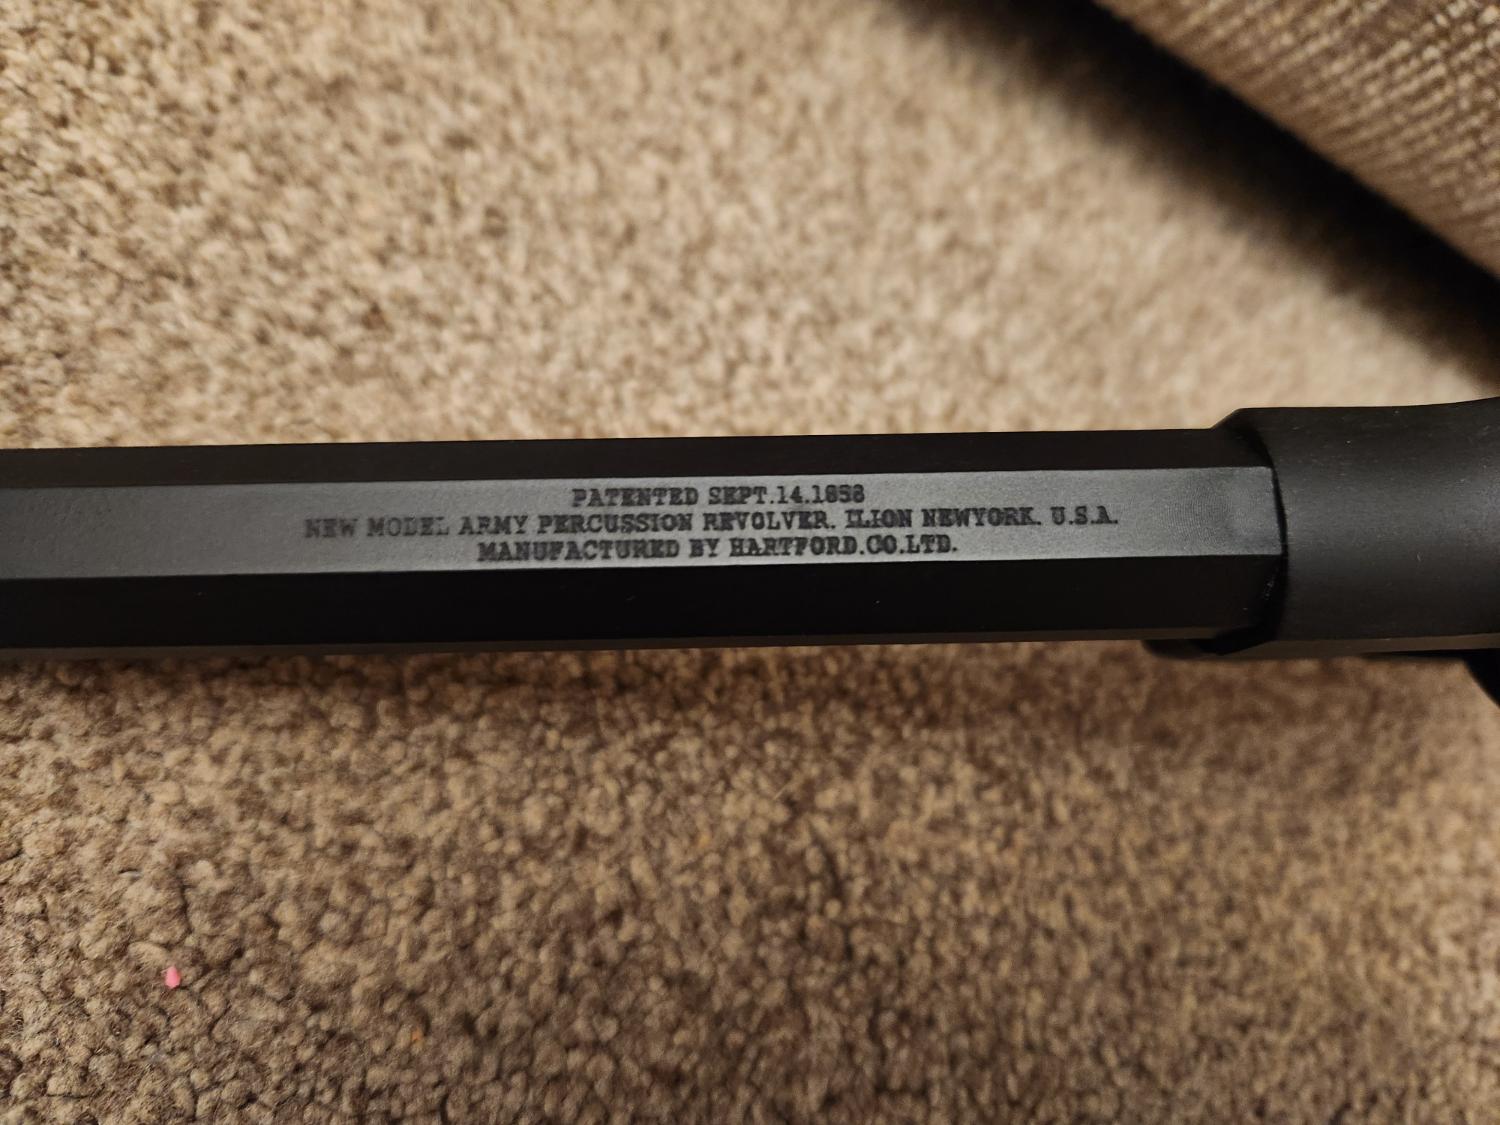 PATENTED SEPT.14.1858
NEW MODEL ARMY PERCUSSION REVOLVER. ILION NEWYORK. U.S.A.
MANUFACTURED BY HARTFORD.CO.LTD.